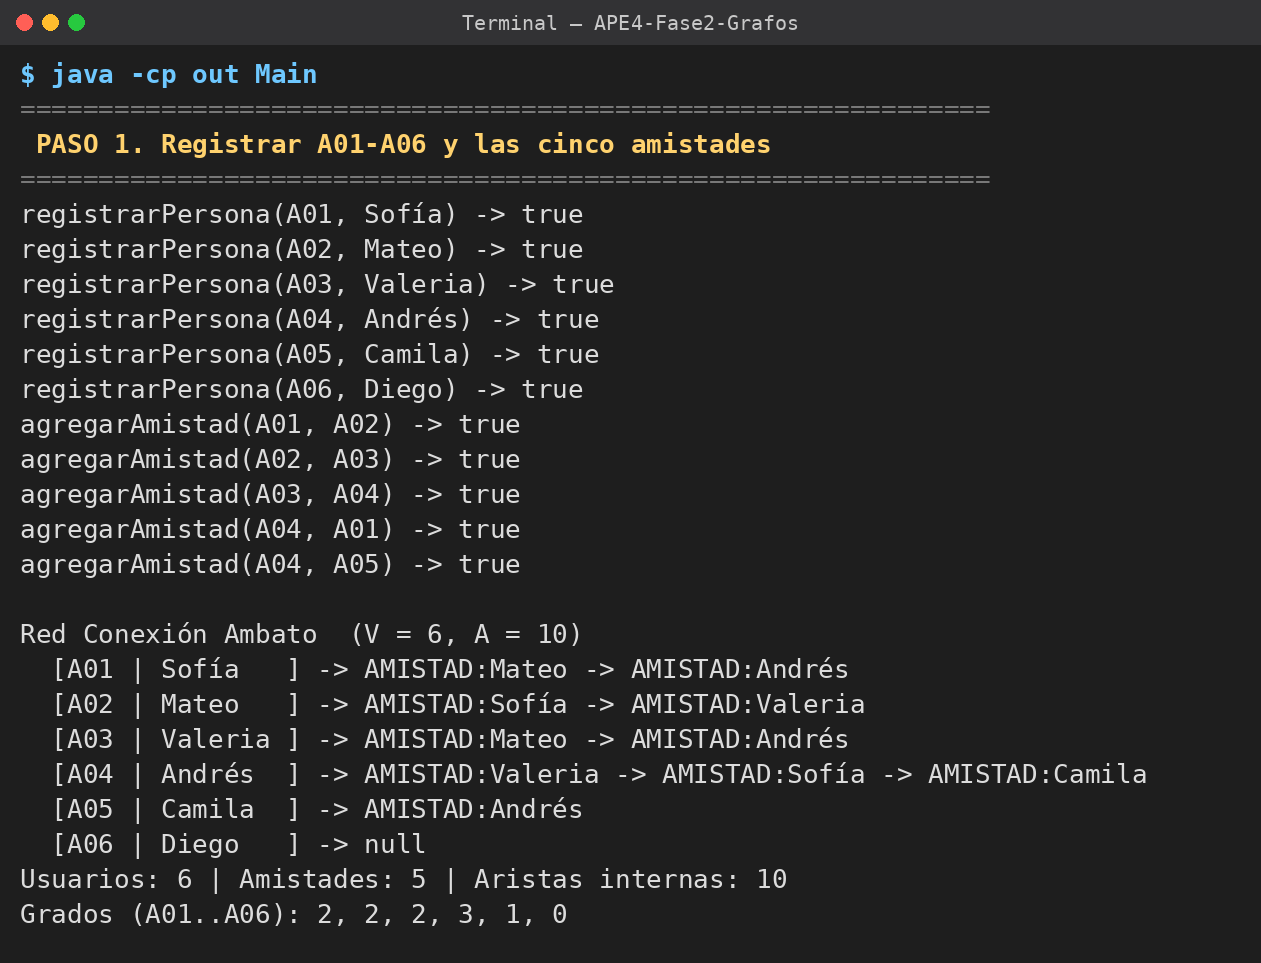 Terminal — APE4-Fase2-Grafos
$ java -cp out Main
==============================================================
PASO 1. Registrar A01-A06 y las cinco amistades
==============================================================
registrarPersona(A01, Sofía) -> true
registrarPersona(A02, Mateo) -> true
registrarPersona(A03, Valeria) -> true
registrarPersona(A04, Andrés) -> true
registrarPersona(A05, Camila) -> true
registrarPersona(A06, Diego) -> true
agregarAmistad(A01, A02) -> true
agregarAmistad(A02, A03) -> true
agregarAmistad(A03, A04) -> true
agregarAmistad(A04, A01) -> true
agregarAmistad(A04, A05) -> true

Red Conexión Ambato  (V = 6, A = 10)
  [A01 | Sofía   ] -> AMISTAD:Mateo -> AMISTAD:Andrés
  [A02 | Mateo   ] -> AMISTAD:Sofía -> AMISTAD:Valeria
  [A03 | Valeria ] -> AMISTAD:Mateo -> AMISTAD:Andrés
  [A04 | Andrés  ] -> AMISTAD:Valeria -> AMISTAD:Sofía -> AMISTAD:Camila
  [A05 | Camila  ] -> AMISTAD:Andrés
  [A06 | Diego   ] -> null
Usuarios: 6 | Amistades: 5 | Aristas internas: 10
Grados (A01..A06): 2, 2, 2, 3, 1, 0